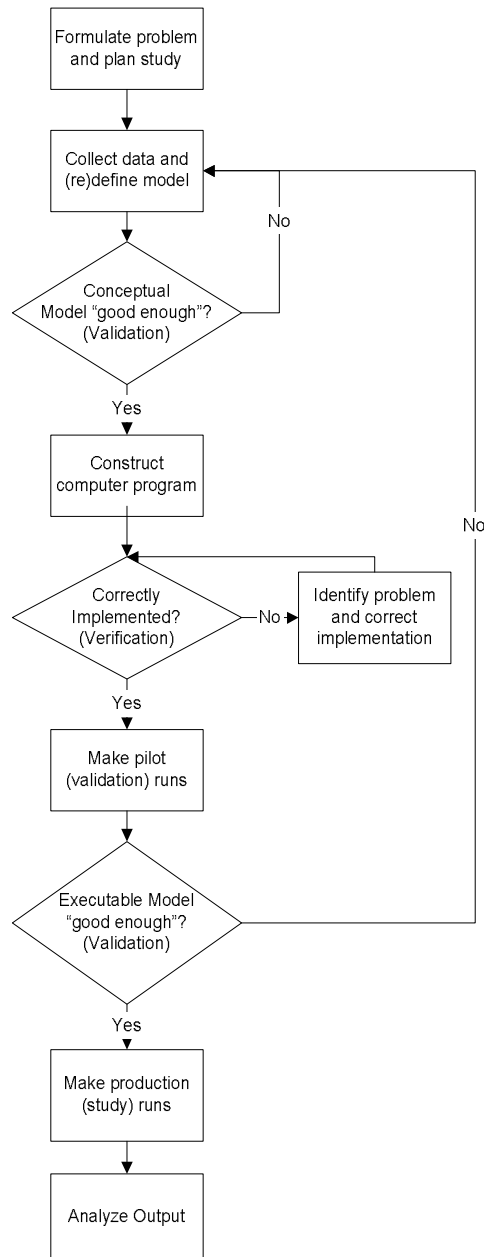 Formulate problem
and plan study
Collect data and
(re)define model
No
Conceptual
Model “good enough”?
(Validation)
Yes
Construct
computer program
Correctly
Implemented?
(Verification)
No
Identify problem
and correct
implementation
No
Yes
Make pilot
(validation) runs
Executable Model
“good enough”?
(Validation)
Yes
Make production
(study) runs
Analyze Output